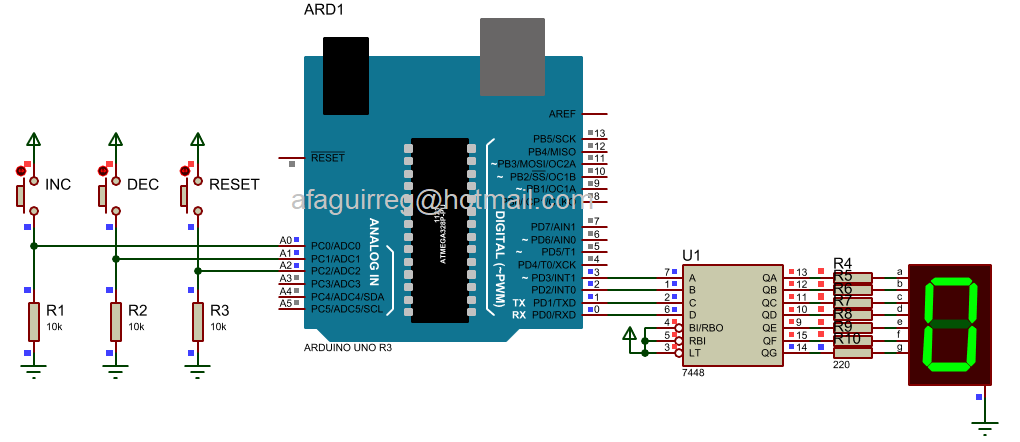 ARD1
AREF
RESET
PB5/SCK 13
PB4/MISO 12
~PB3/MOSI/OC2A 11
~ PB2/SS/OC1B 10
~ PB1/OC1A 9
8
INC
DEC
RESET
afaguirreg@hotmail.com
ATMEGA328P
ANALOG IN
DIGITAL (~PWM)
PD7/AIN1 7
~ PD6/AIN0 6
~ PD5/T1 5
PD4/T0/XCK 4
~ PD3/INT1 3
PD2/INT0 2
TX PD1/TXD 1
RX PD0/RXD 0
A0 PC0/ADC0
A1 PC1/ADC1
A2 PC2/ADC2
A3 PC3/ADC3
A4 PC4/ADC4/SDA
A5 PC5/ADC5/SCL
ARDUINO UNO R3
R1
10k
R2
10k
R3
10k
U1
7 A QA 13
1 B QB 12
2 C QC 11
6 D QD 10
4 BI/RBO QE 9
5 RBI QF 15
3 LT QG 14
7448
R4
R5
R6
R7
R8
R9
R10
220
a
b
c
d
e
f
g